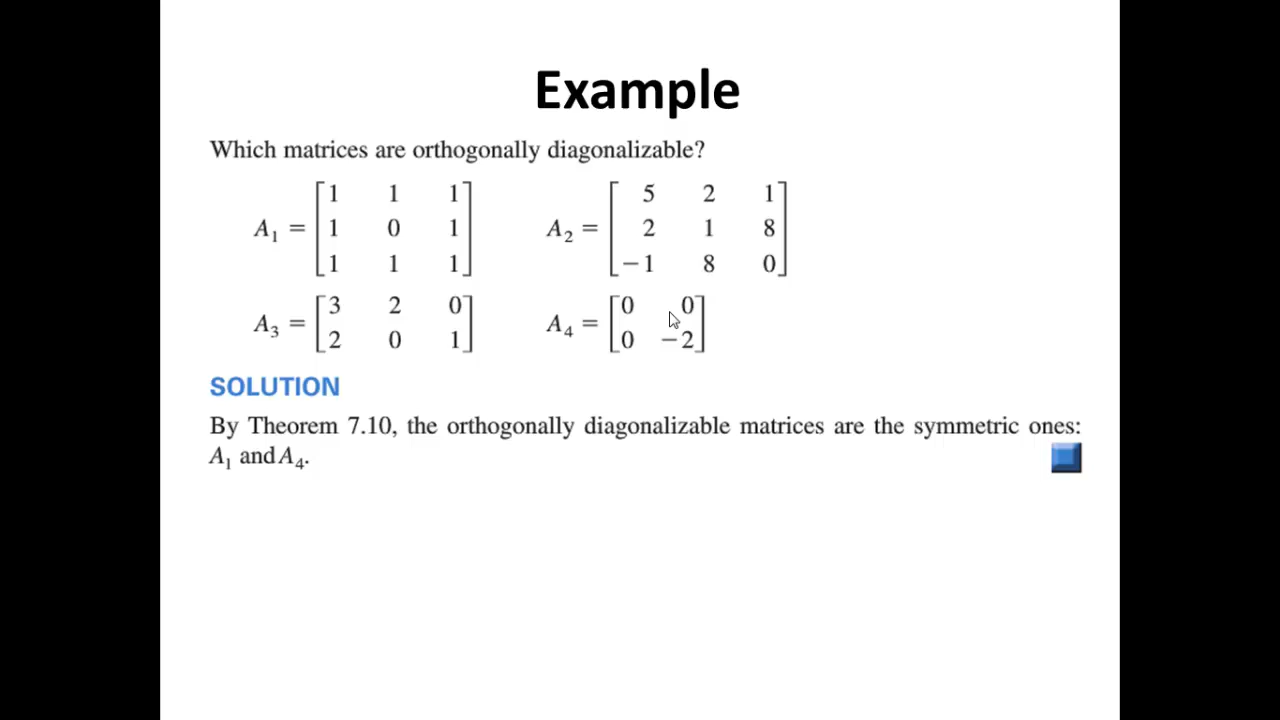 Example
Which matrices are orthogonally diagonalizable?
A₁ = [1 1 1; 1 0 1; 1 1 1] A₂ = [5 2 1; 2 1 8; −1 8 0]
A₃ = [3 2 0; 2 0 1] A₄ = [0 0; 0 −2]
SOLUTION
By Theorem 7.10, the orthogonally diagonalizable matrices are the symmetric ones:
A₁ and A₄.